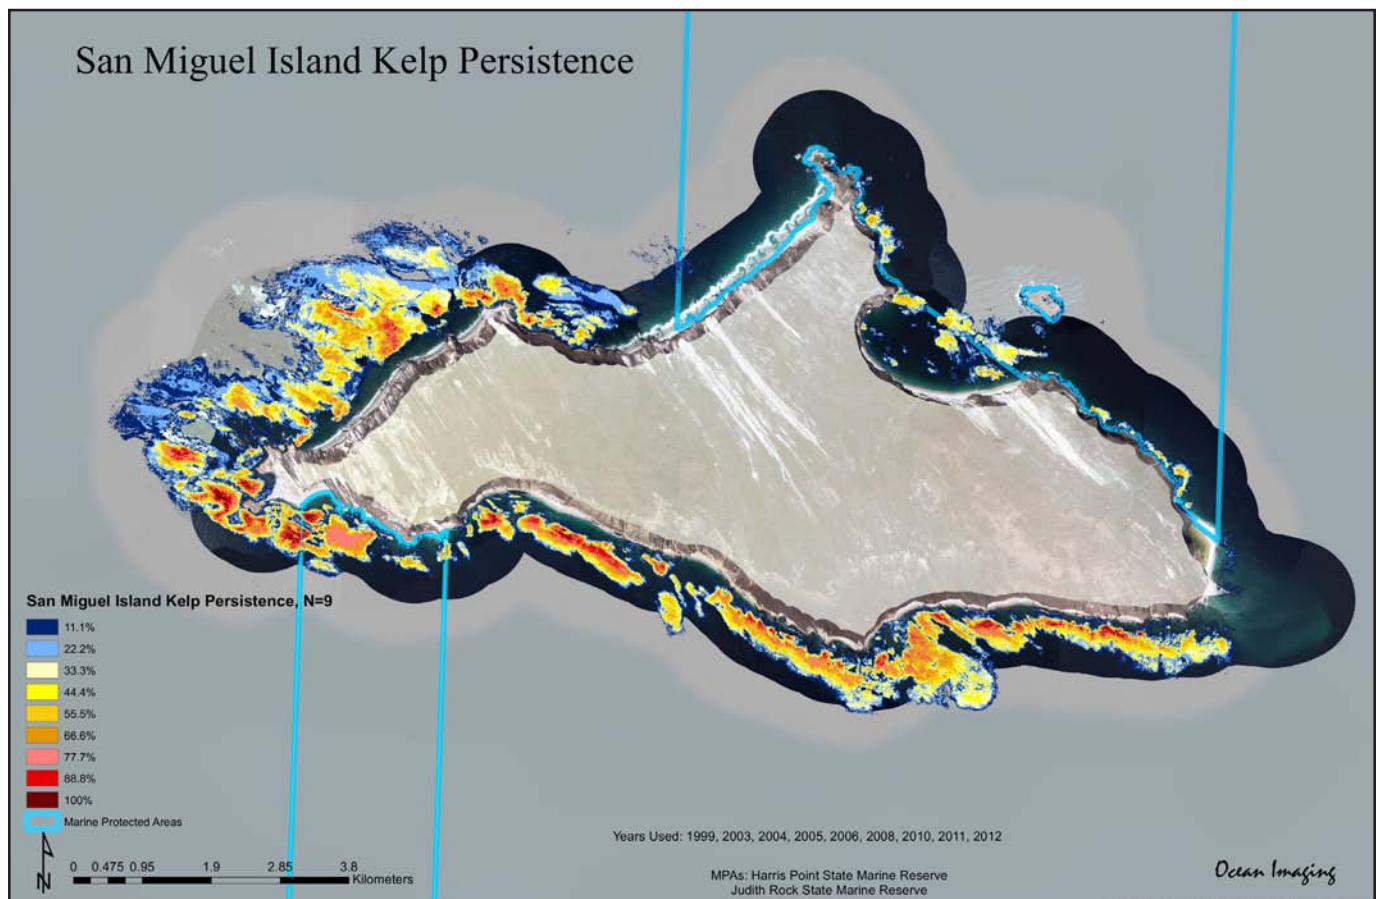 San Miguel Island Kelp Persistence
San Miguel Island Kelp Persistence, N=9
11.1%
22.2%
33.3%
44.4%
55.5%
66.6%
77.7%
88.8%
100%
Marine Protected Areas
N
0 0.475 0.95 1.9 2.85 3.8
Kilometers
Years Used: 1999, 2003, 2004, 2005, 2006, 2008, 2010, 2011, 2012
MPAs: Harris Point State Marine Reserve
Judith Rock State Marine Reserve
Ocean Imaging